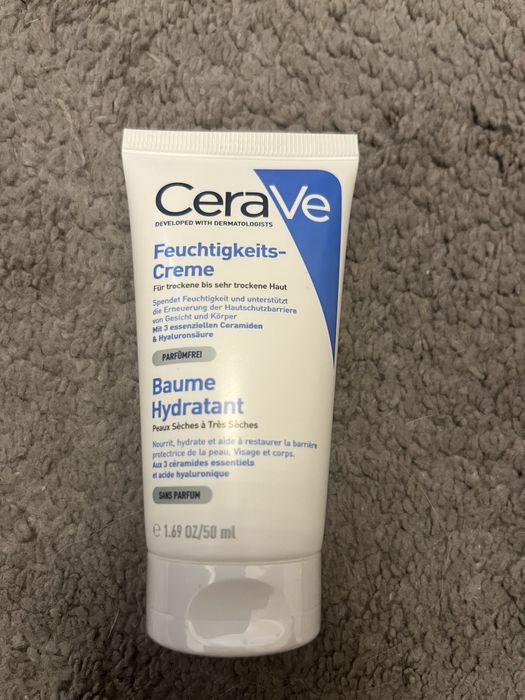 CeraVe
DEVELOPED WITH DERMATOLOGISTS
Feuchtigkeits-
Creme
Für trockene bis sehr trockene Haut
Spendet Feuchtigkeit und unterstützt
die Erneuerung der Hautschutzbarriere
von Gesicht und Körper
Mit 3 essenziellen Ceramiden
& Hyaluronsäure
PARFÜMFREI
Baume
Hydratant
Peaux Sèches à Très Sèches
Nourrit, hydrate et aide à restaurer la barrière
protectrice de la peau. Visage et corps.
Aux 3 céramides essentiels
et acide hyaluronique
SANS PARFUM
℮ 1.69 OZ/50 ml